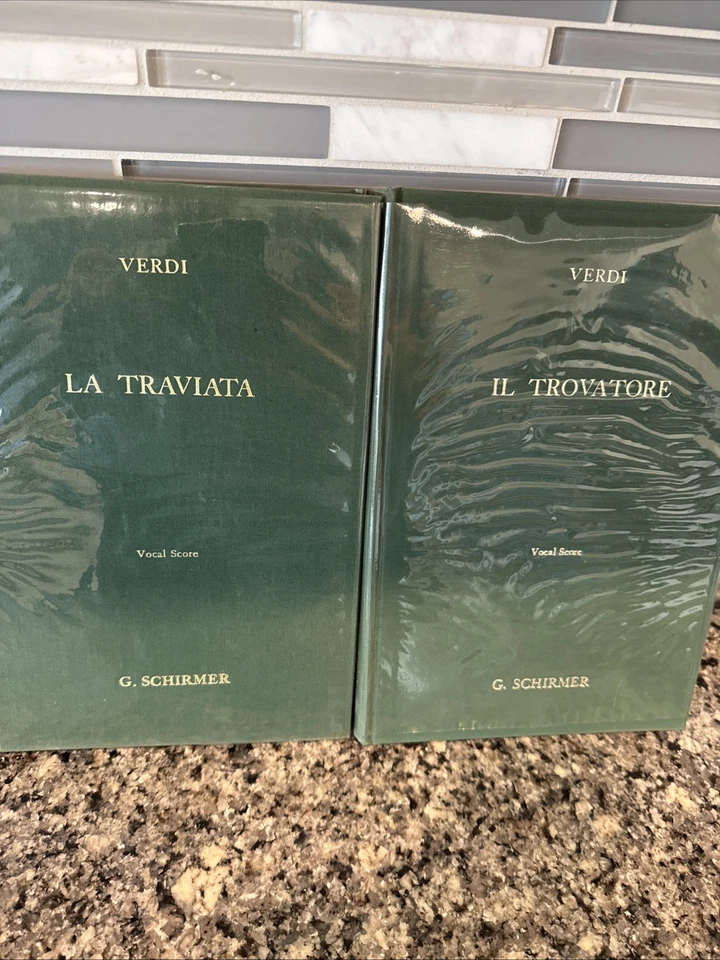 VERDI
LA TRAVIATA
Vocal Score
G. SCHIRMER
VERDI
IL TROVATORE
Vocal Score
G. SCHIRMER